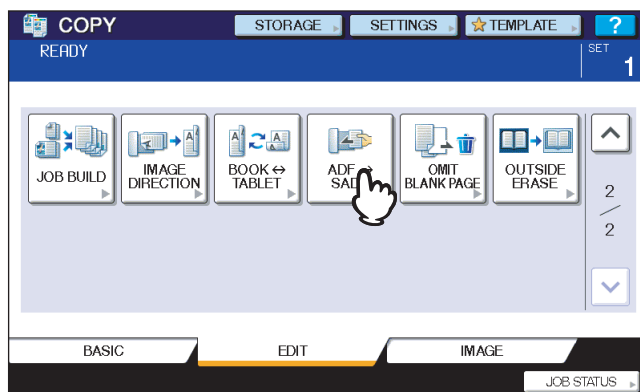 COPY
STORAGE
SETTINGS
TEMPLATE
?
READY
SET
1
JOB BUILD
IMAGE
DIRECTION
BOOK ↔
TABLET
ADF ->
SAD
OMIT
BLANK PAGE
OUTSIDE
ERASE
2
/
2
BASIC
EDIT
IMAGE
JOB STATUS